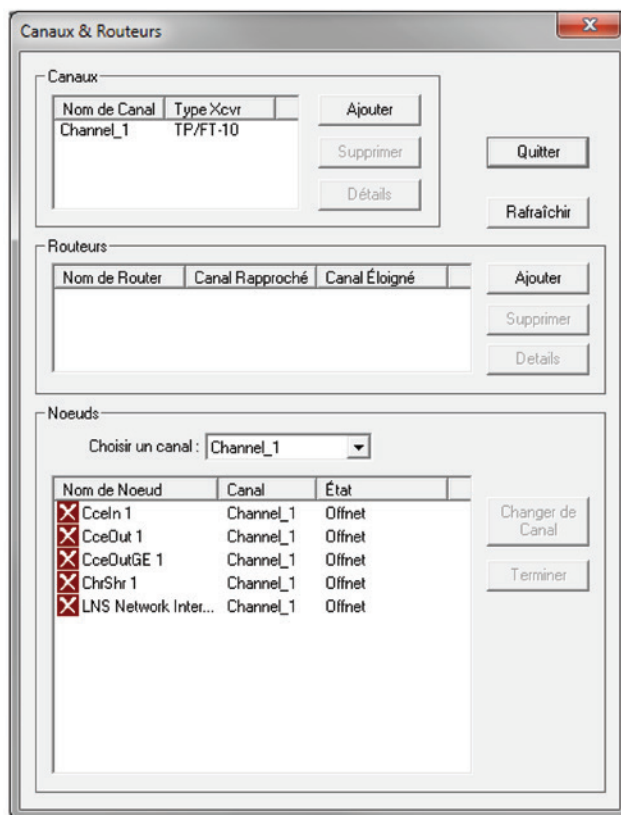 Canaux & Routeurs
Canaux
Nom de Canal Type Xcvr
Channel_1 TP/FT-10
Ajouter
Supprimer
Détails
Quitter
Rafraîchir
Routeurs
Nom de Router Canal Rapproché Canal Éloigné
Ajouter
Supprimer
Details
Noeuds
Choisir un canal : Channel_1
Nom de Noeud Canal État
CceIn 1 Channel_1 Offnet
CceOut 1 Channel_1 Offnet
CceOutGE 1 Channel_1 Offnet
ChrShr 1 Channel_1 Offnet
LNS Network Inter... Channel_1 Offnet
Changer de
Canal
Terminer